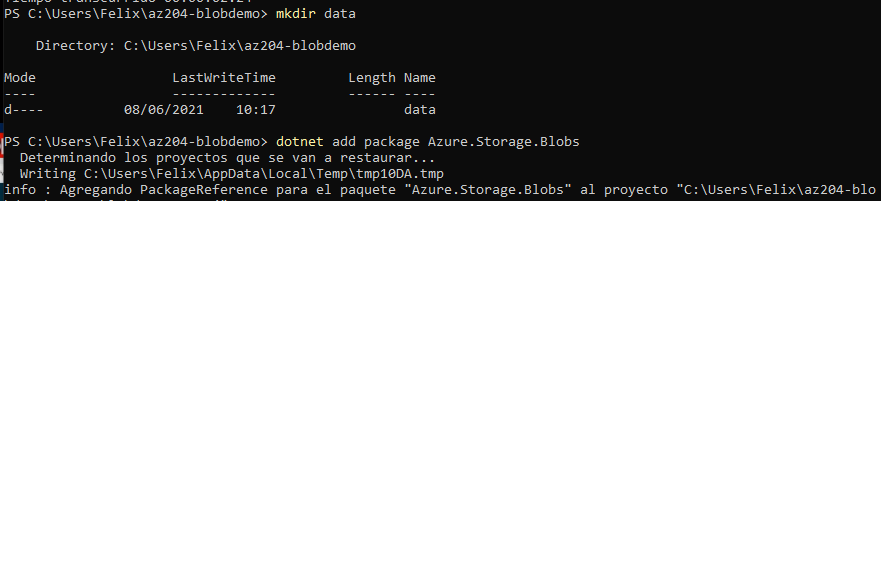 PS C:\Users\Felix\az204-blobdemo> mkdir data
Directory: C:\Users\Felix\az204-blobdemo
Mode LastWriteTime Length Name
---- ------------- ------ ----
d---- 08/06/2021 10:17 data
PS C:\Users\Felix\az204-blobdemo> dotnet add package Azure.Storage.Blobs
Determinando los proyectos que se van a restaurar...
Writing C:\Users\Felix\AppData\Local\Temp\tmp10DA.tmp
info : Agregando PackageReference para el paquete "Azure.Storage.Blobs" al proyecto "C:\Users\Felix\az204-blo